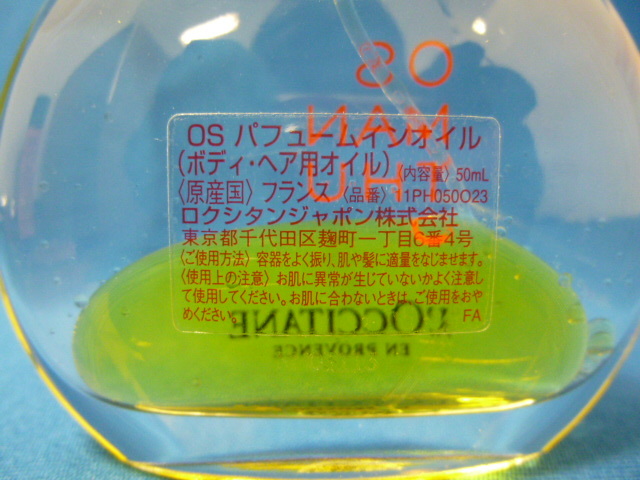 OS
MAN
THU
OS パフュームインオイル
(ボディ・ヘア用オイル) 〈内容量〉50mL
〈原産国〉フランス 〈品番〉11PH050O23
ロクシタンジャポン株式会社
東京都千代田区麹町一丁目6番4号
〈ご使用方法〉容器をよく振り、肌や髪に適量をなじませます。
〈使用上の注意〉お肌に異常が生じていないかよく注意し
て使用してください。お肌に合わないときは、ご使用をおや
めください。 FA
L'OCCITANE
EN PROVENCE